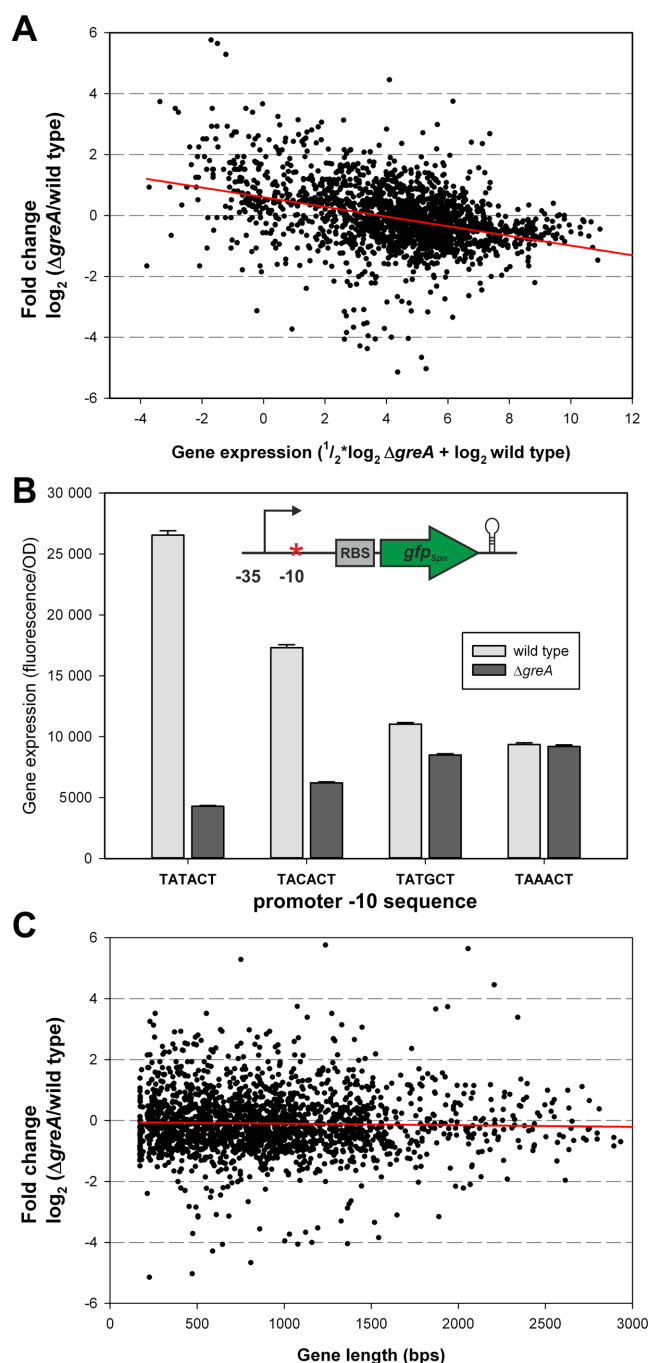 A
Fold change
log2 (ΔgreA/wild type)
6
4
2
0
-2
-4
-6
-4 -2 0 2 4 6 8 10 12
Gene expression (1/2*log2 ΔgreA + log2 wild type)
B
Gene expression (fluorescence/OD)
30 000
25 000
20 000
15 000
10 000
5000
0
-35 -10
*
RBS
gfpSpn
wild type
ΔgreA
TATACT TACACT TATGCT TAAACT
promoter -10 sequence
C
Fold change
log2 (ΔgreA/wild type)
6
4
2
0
-2
-4
-6
0 500 1000 1500 2000 2500 3000
Gene length (bps)